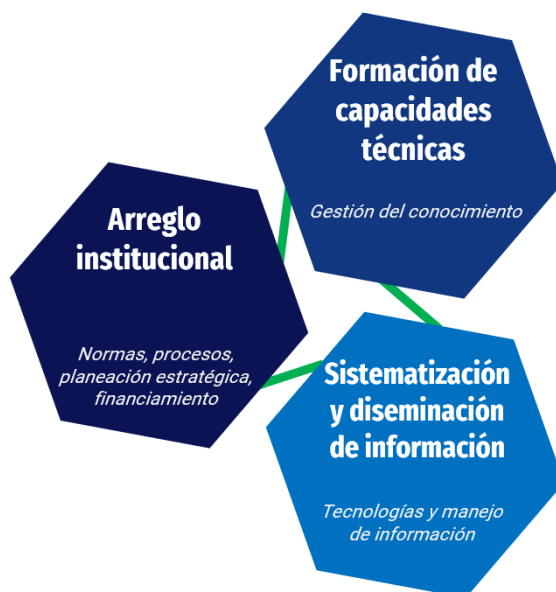 Formación de
capacidades
técnicas
Gestión del conocimiento
Arreglo
institucional
Normas, procesos,
planeación estratégica,
financiamiento
Sistematización
y diseminación
de información
Tecnologías y manejo
de información